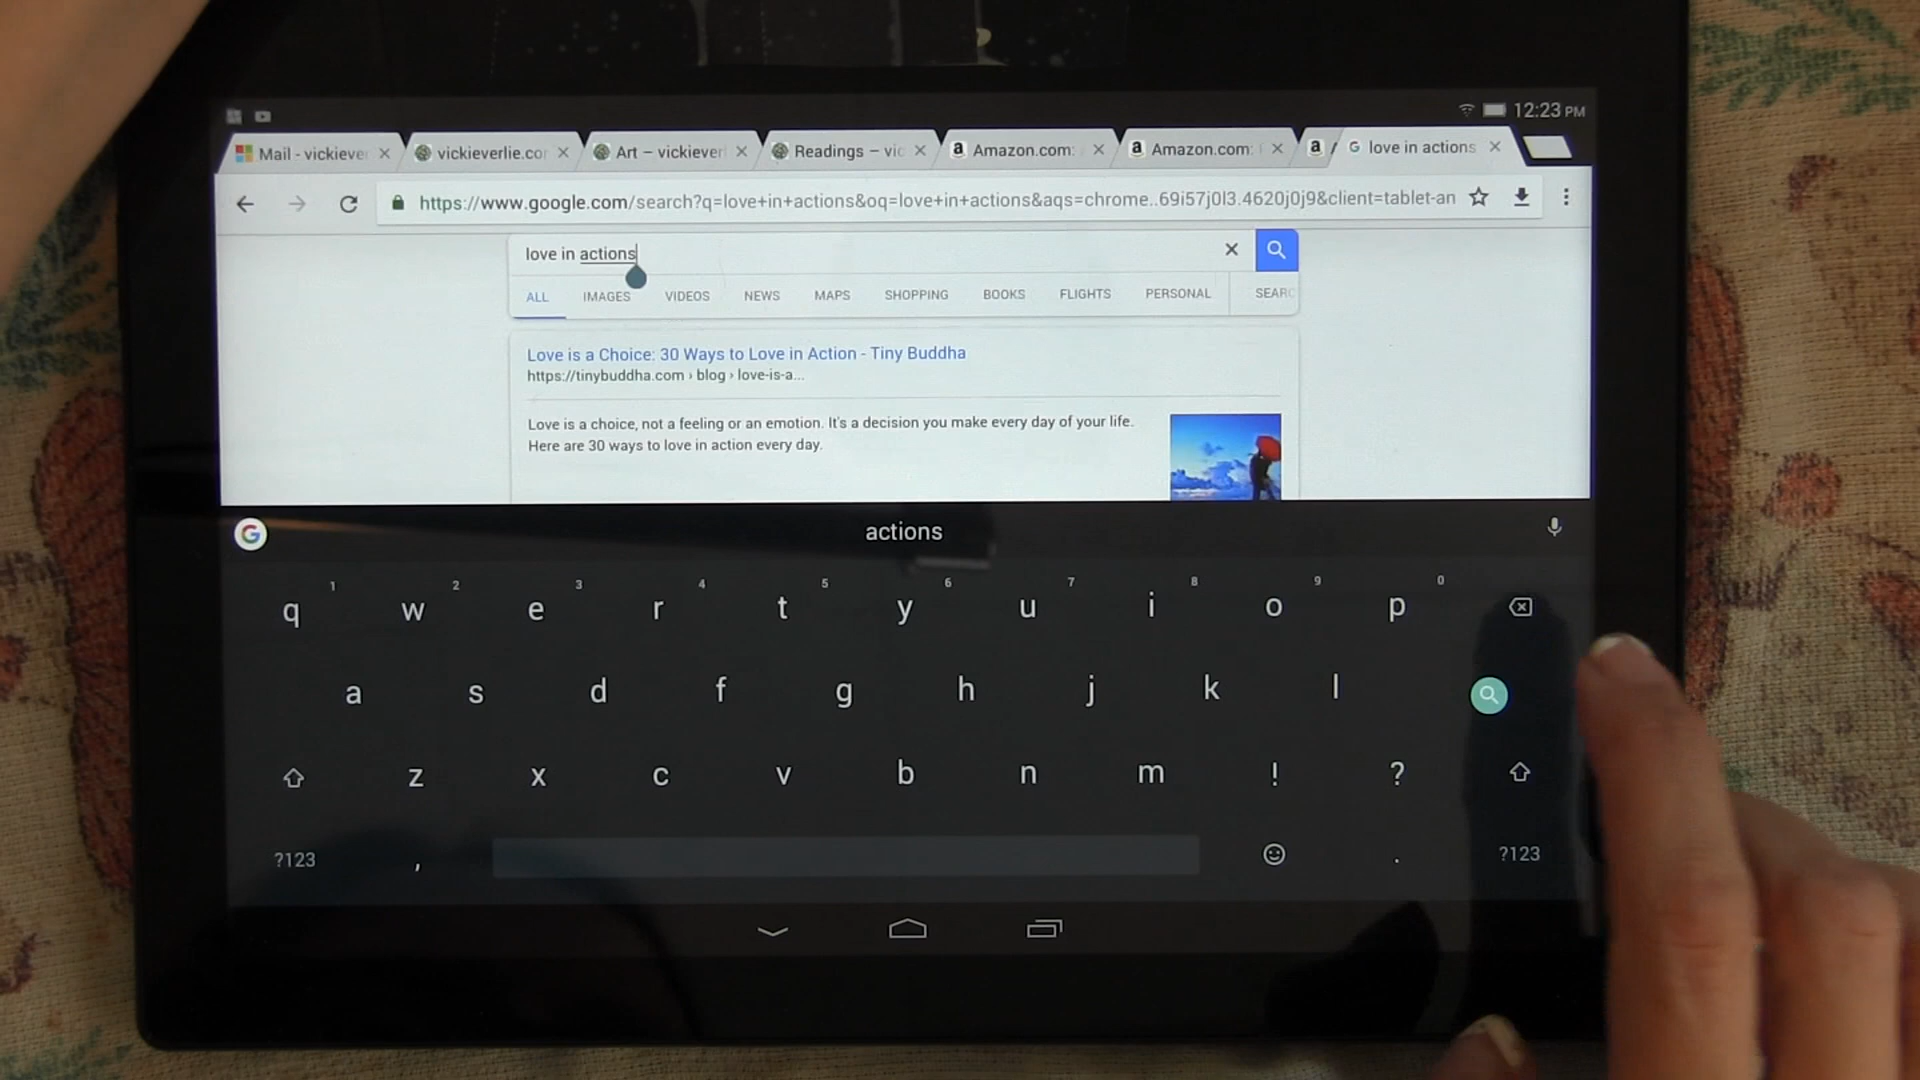 12:23 PM
Mail - vickiever
vickieverlie.cor
Art – vickieverl
Readings – vic
a Amazon.com:
a Amazon.com:
a
G love in actions
https://www.google.com/search?q=love+in+actions&oq=love+in+actions&aqs=chrome..69i57j0l3.4620j0j9&client=tablet-an
love in actions
ALL IMAGES VIDEOS NEWS MAPS SHOPPING BOOKS FLIGHTS PERSONAL SEARC
Love is a Choice: 30 Ways to Love in Action - Tiny Buddha
https://tinybuddha.com › blog › love-is-a...
Love is a choice, not a feeling or an emotion. It's a decision you make every day of your life.
Here are 30 ways to love in action every day.
G actions
1 2 3 4 5 6 7 8 9 0
q w e r t y u i o p
a s d f g h j k l
z x c v b n m ! ?
?123 , . ?123